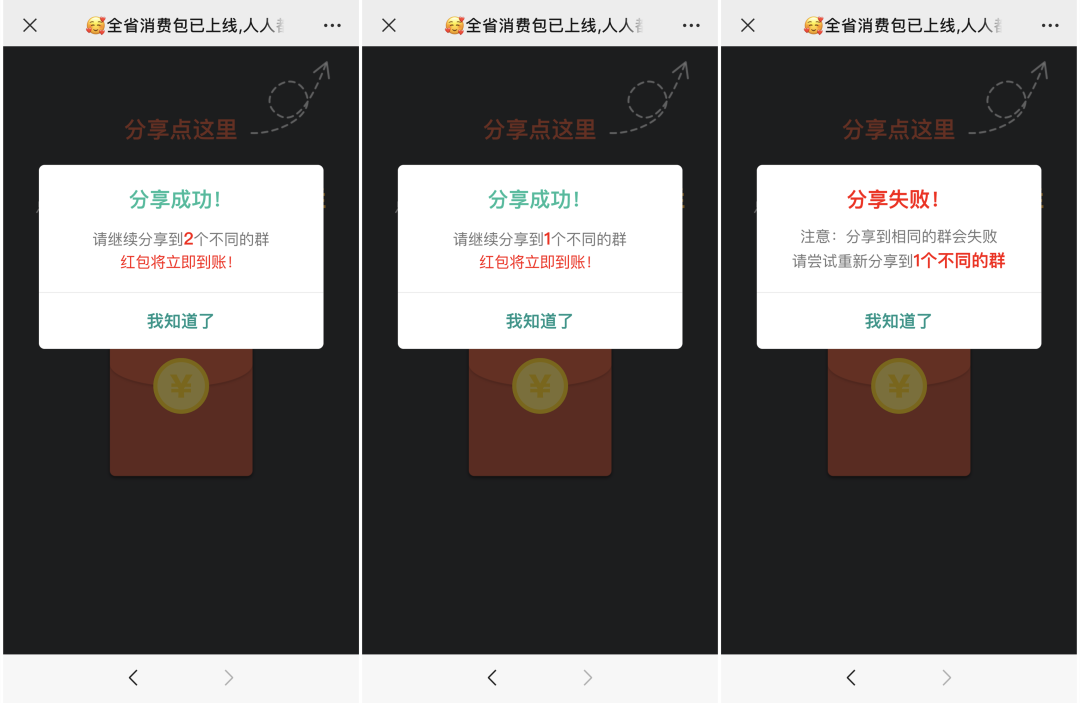 🥰全省消费包已上线,人人
分享点这里
分享成功!
请继续分享到2个不同的群
红包将立即到账!
我知道了
¥
🥰全省消费包已上线,人人
分享点这里
分享成功!
请继续分享到1个不同的群
红包将立即到账!
我知道了
¥
🥰全省消费包已上线,人人
分享点这里
分享失败!
注意：分享到相同的群会失败
请尝试重新分享到1个不同的群
我知道了
¥